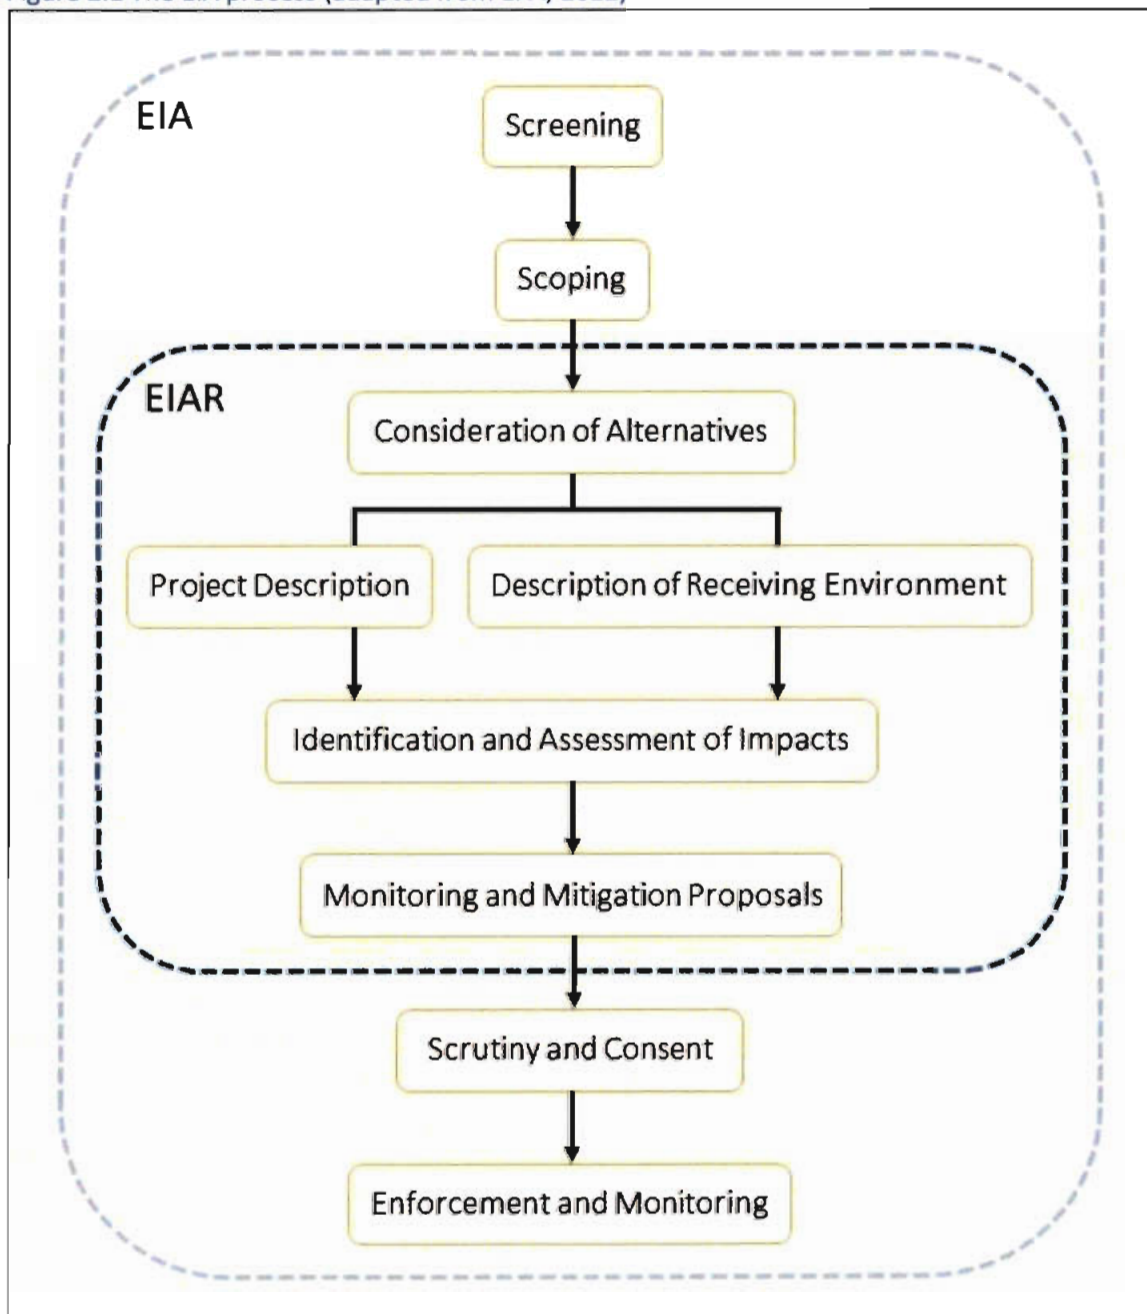 EIA
Screening
Scoping
EIAR
Consideration of Alternatives
Project Description
Description of Receiving Environment
Identification and Assessment of Impacts
Monitoring and Mitigation Proposals
Scrutiny and Consent
Enforcement and Monitoring